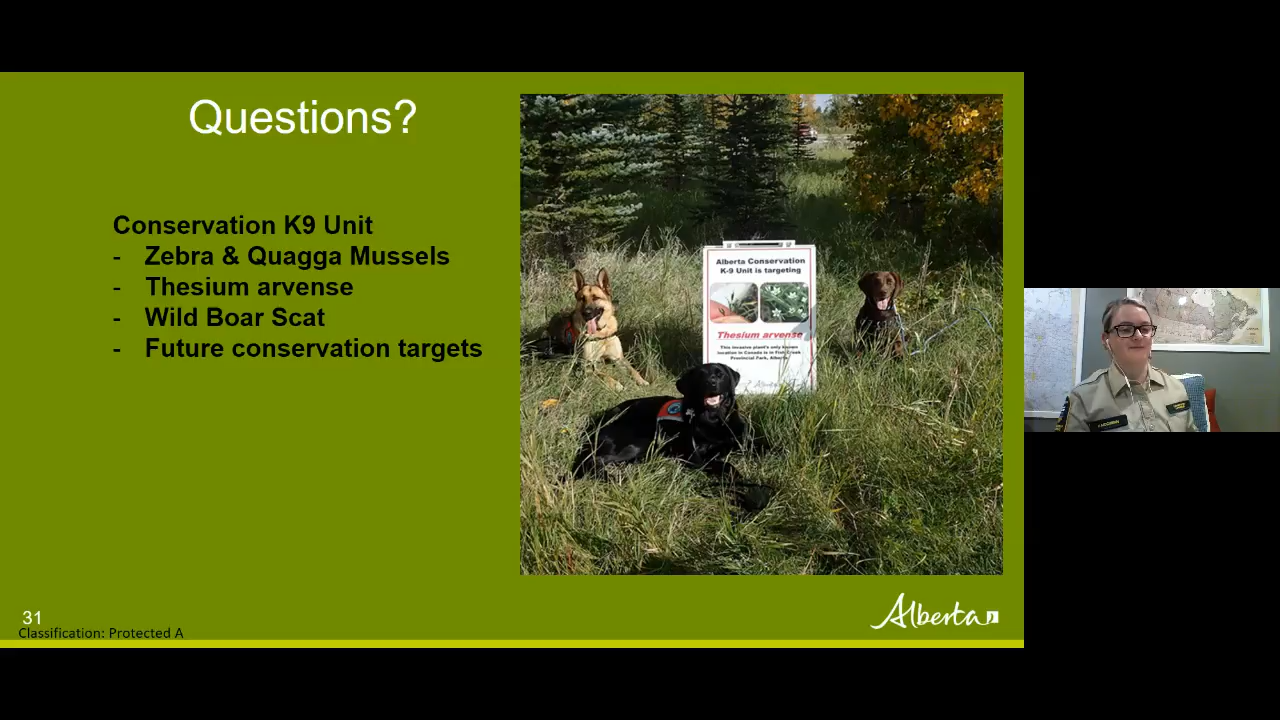 Questions?
Conservation K9 Unit
- Zebra & Quagga Mussels
- Thesium arvense
- Wild Boar Scat
- Future conservation targets
Alberta Conservation
K-9 Unit is targeting
Thesium arvense
This invasive plant's only known
location in Canada is in Fish Creek
Provincial Park, Alberta.
31
Classification: Protected A
Alberta